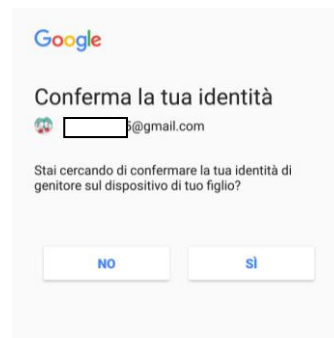 Google
Conferma la tua identità
5@gmail.com
Stai cercando di confermare la tua identità di
genitore sul dispositivo di tuo figlio?
NO SÌ